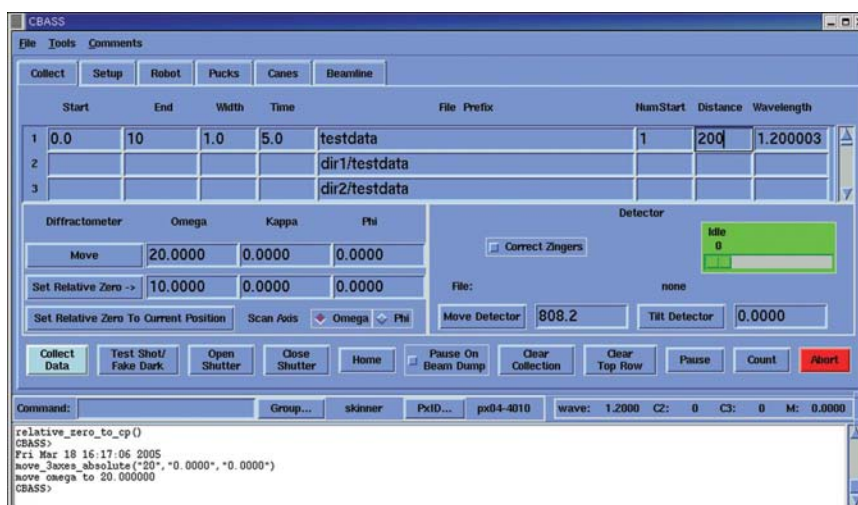 CBASS
File Tools Comments
Collect Setup Robot Pucks Canes Beamline
Start End Width Time File Prefix NumStart Distance Wavelength
1 0.0 10 1.0 5.0 testdata 1 200 1.200003
2 dir1/testdata
3 dir2/testdata
Diffractometer Omega Kappa Phi
Move 20.0000 0.0000 0.0000
Set Relative Zero -> 10.0000 0.0000 0.0000
Set Relative Zero To Current Position Scan Axis Omega Phi
Detector
Correct Zingers
Idle
0
File: none
Move Detector 808.2 Tilt Detector 0.0000
Collect Data Test Shot/ Fake Dark Open Shutter Close Shutter Home Pause On Beam Dump Clear Collection Clear Top Row Pause Count Abort
Command: Group... skinner PxID... px04-4010 wave: 1.2000 C2: 0 C3: 0 M: 0.0000
relative_zero_to_cp()
CBASS>
Fri Mar 18 16:17:06 2005
move_3axes_absolute("20","0.0000","0.0000")
move omega to 20.000000
CBASS>